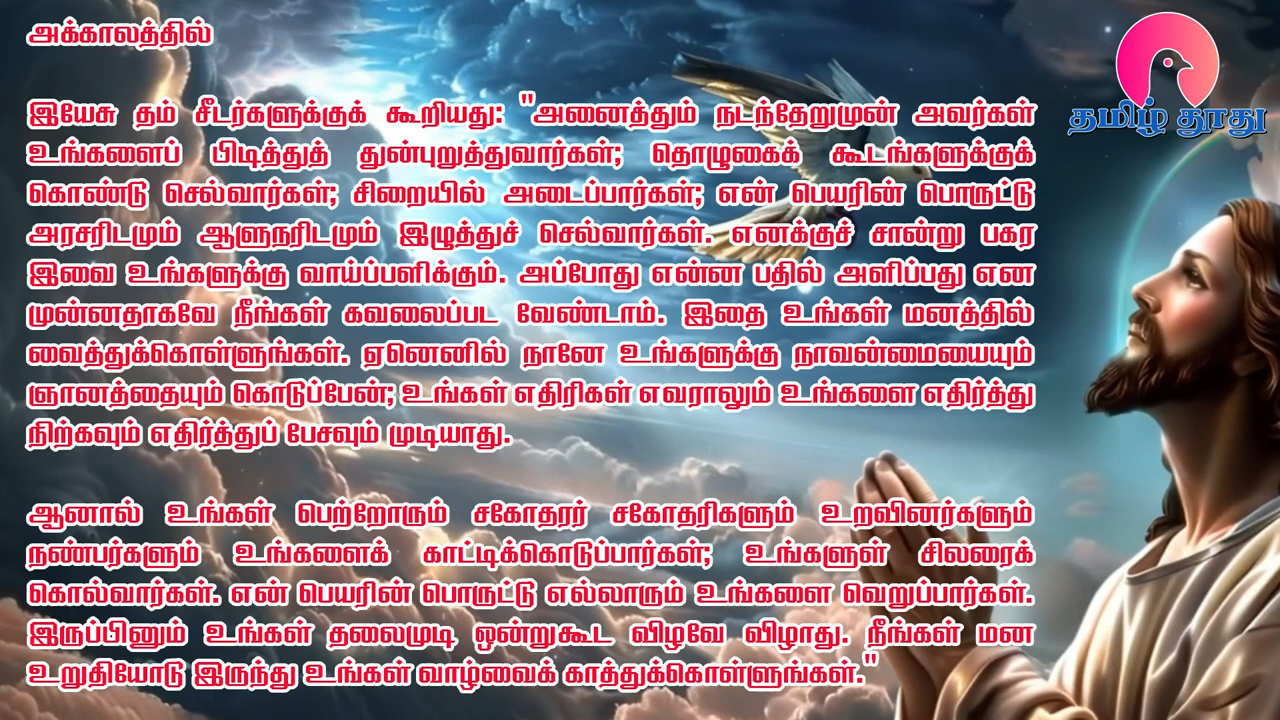 அக்காலத்தில்
தமிழ் தூது
இயேசு தம் சீடர்களுக்குக் கூறியது: "அனைத்தும் நடந்தேறுமுன் அவர்கள்
உங்களைப் பிடித்துத் துன்புறுத்துவார்கள்; தொழுகைக் கூடங்களுக்குக்
கொண்டு செல்வார்கள்; சிறையில் அடைப்பார்கள்; என் பெயரின் பொருட்டு
அரசரிடமும் ஆளுநரிடமும் இழுத்துச் செல்வார்கள். எனக்குச் சான்று பகர
இவை உங்களுக்கு வாய்ப்பளிக்கும். அப்போது என்ன பதில் அளிப்பது என
முன்னதாகவே நீங்கள் கவலைப்பட வேண்டாம். இதை உங்கள் மனத்தில்
வைத்துக்கொள்ளுங்கள். ஏனெனில் நானே உங்களுக்கு நாவன்மையையும்
ஞானத்தையும் கொடுப்பேன்; உங்கள் எதிரிகள் எவராலும் உங்களை எதிர்த்து
நிற்கவும் எதிர்த்துப் பேசவும் முடியாது.
ஆனால் உங்கள் பெற்றோரும் சகோதரர் சகோதரிகளும் உறவினர்களும்
நண்பர்களும் உங்களைக் காட்டிக்கொடுப்பார்கள்; உங்களுள் சிலரைக்
கொல்வார்கள். என் பெயரின் பொருட்டு எல்லாரும் உங்களை வெறுப்பார்கள்.
இருப்பினும் உங்கள் தலைமுடி ஒன்றுகூட விழவே விழாது. நீங்கள் மன
உறுதியோடு இருந்து உங்கள் வாழ்வைக் காத்துக்கொள்ளுங்கள்."